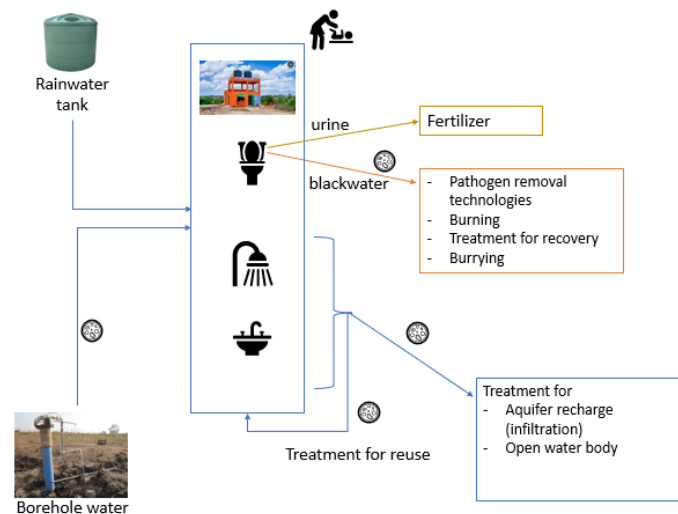 Rainwater
tank
urine
Fertilizer
blackwater
- Pathogen removal
technologies
- Burning
- Treatment for recovery
- Burrying
Treatment for
- Aquifer recharge
(infiltration)
- Open water body
Treatment for reuse
Borehole water